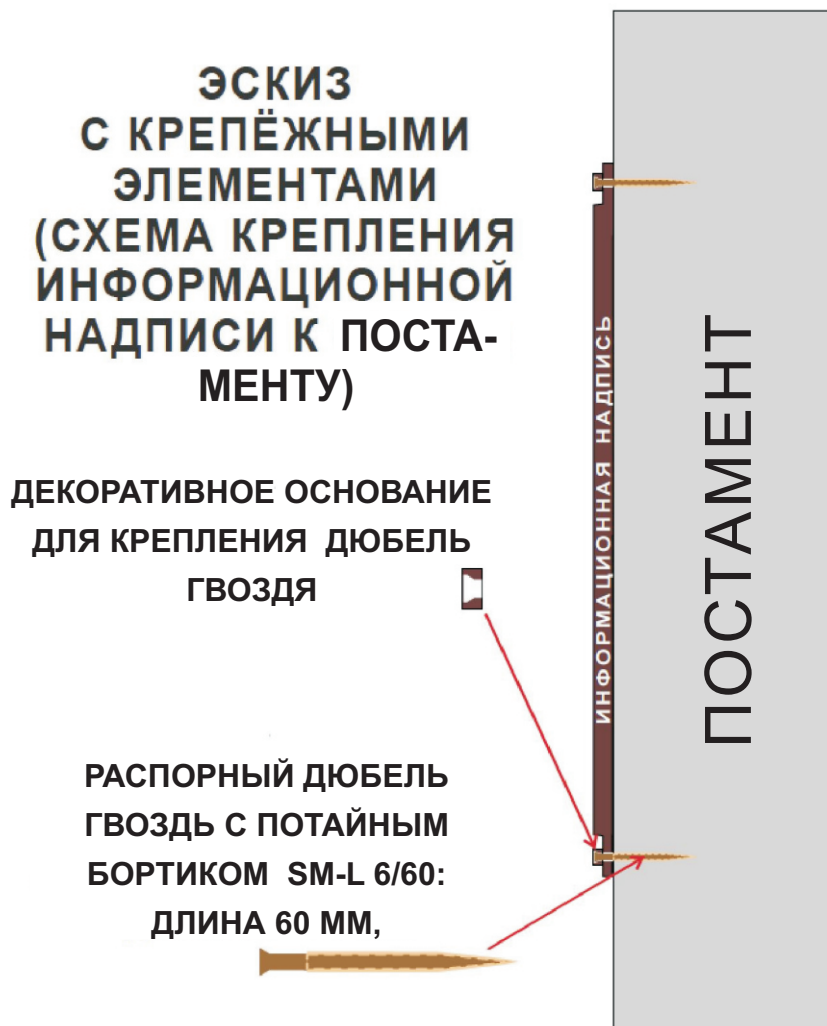 ЭСКИЗ
С КРЕПЁЖНЫМИ
ЭЛЕМЕНТАМИ
(СХЕМА КРЕПЛЕНИЯ
ИНФОРМАЦИОННОЙ
НАДПИСИ К ПОСТА-
МЕНТУ)
ДЕКОРАТИВНОЕ ОСНОВАНИЕ
ДЛЯ КРЕПЛЕНИЯ ДЮБЕЛЬ
ГВОЗДЯ
РАСПОРНЫЙ ДЮБЕЛЬ
ГВОЗДЬ С ПОТАЙНЫМ
БОРТИКОМ SM-L 6/60:
ДЛИНА 60 ММ,
ИНФОРМАЦИОННАЯ НАДПИСЬ
ПОСТАМЕНТ